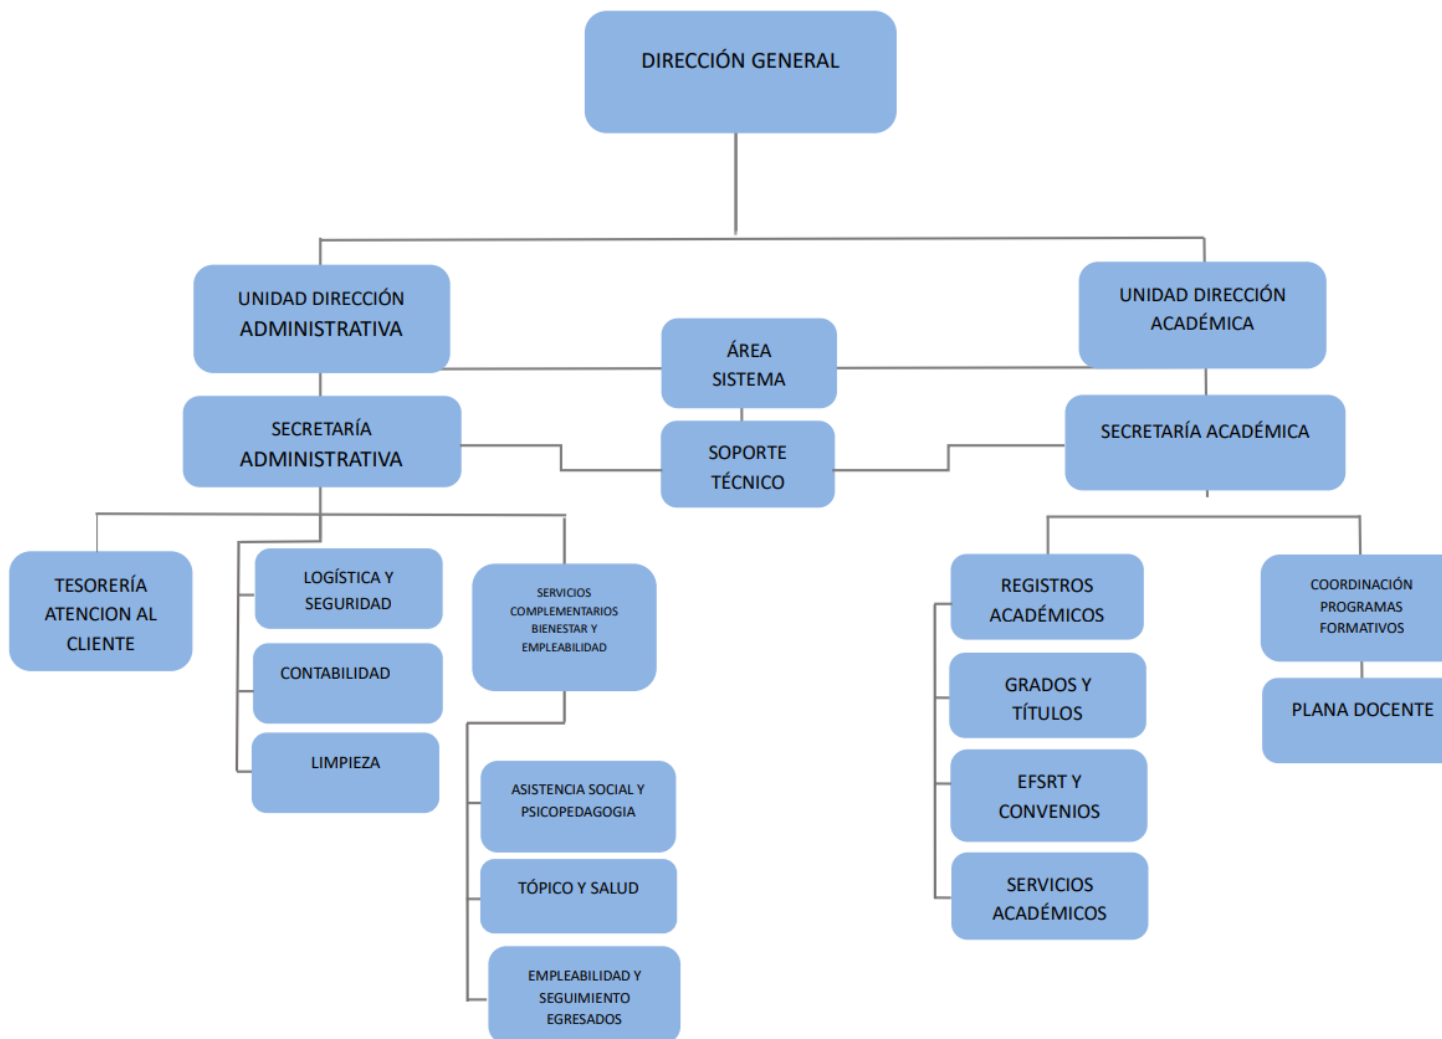 DIRECCIÓN GENERAL
UNIDAD DIRECCIÓN
ADMINISTRATIVA
UNIDAD DIRECCIÓN
ACADÉMICA
ÁREA
SISTEMA
SECRETARÍA
ADMINISTRATIVA
SOPORTE
TÉCNICO
SECRETARÍA ACADÉMICA
TESORERÍA
ATENCION AL
CLIENTE
LOGÍSTICA Y
SEGURIDAD
CONTABILIDAD
LIMPIEZA
SERVICIOS
COMPLEMENTARIOS
BIENESTAR Y
EMPLEABILIDAD
ASISTENCIA SOCIAL Y
PSICOPEDAGOGIA
TÓPICO Y SALUD
EMPLEABILIDAD Y
SEGUIMIENTO
EGRESADOS
REGISTROS
ACADÉMICOS
GRADOS Y
TÍTULOS
EFSRT Y
CONVENIOS
SERVICIOS
ACADÉMICOS
COORDINACIÓN
PROGRAMAS
FORMATIVOS
PLANA DOCENTE